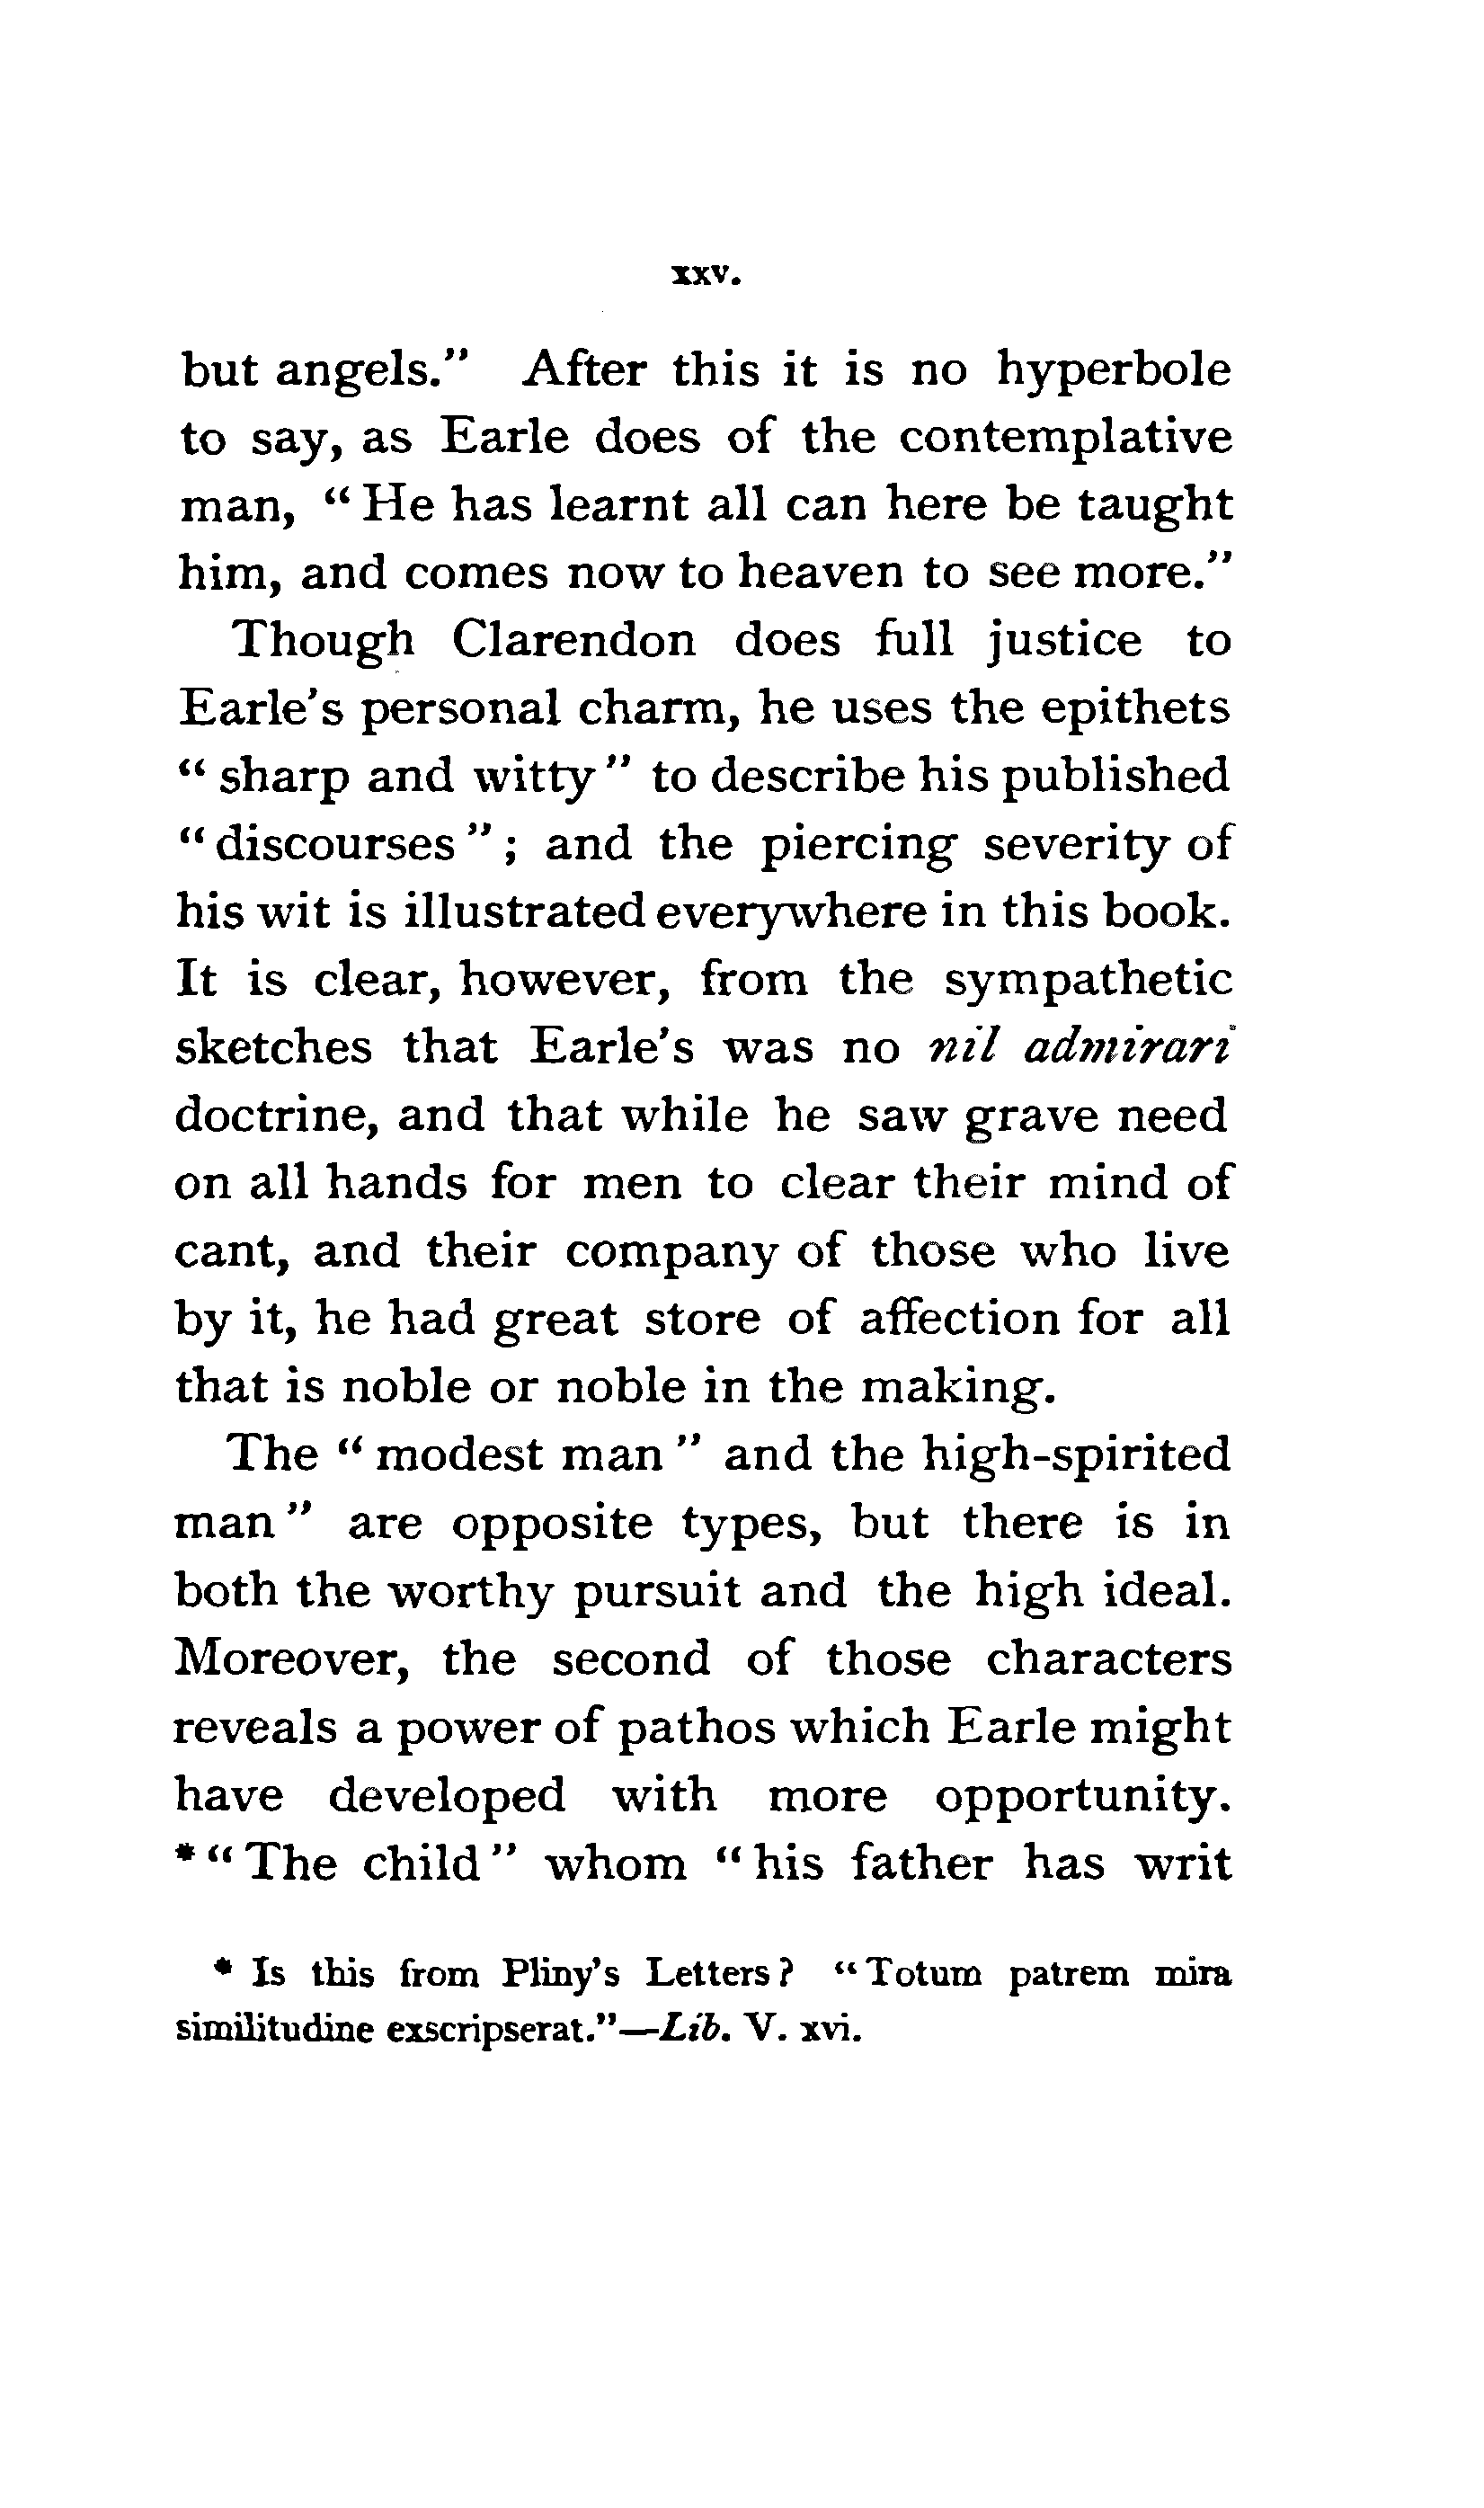 xxv.
but angels." After this it is no hyperbole
to say, as Earle does of the contemplative
man, "He has learnt all can here be taught
him, and comes now to heaven to see more."
Though Clarendon does full justice to
Earle's personal charm, he uses the epithets
"sharp and witty" to describe his published
"discourses"; and the piercing severity of
his wit is illustrated everywhere in this book.
It is clear, however, from the sympathetic
sketches that Earle's was no nil admirari
doctrine, and that while he saw grave need
on all hands for men to clear their mind of
cant, and their company of those who live
by it, he had great store of affection for all
that is noble or noble in the making.
The "modest man" and the high-spirited
man" are opposite types, but there is in
both the worthy pursuit and the high ideal.
Moreover, the second of those characters
reveals a power of pathos which Earle might
have developed with more opportunity.
*"The child" whom "his father has writ
* Is this from Pliny's Letters? "Totum patrem mira
similitudine exscripserat."—Lib. V. xvi.